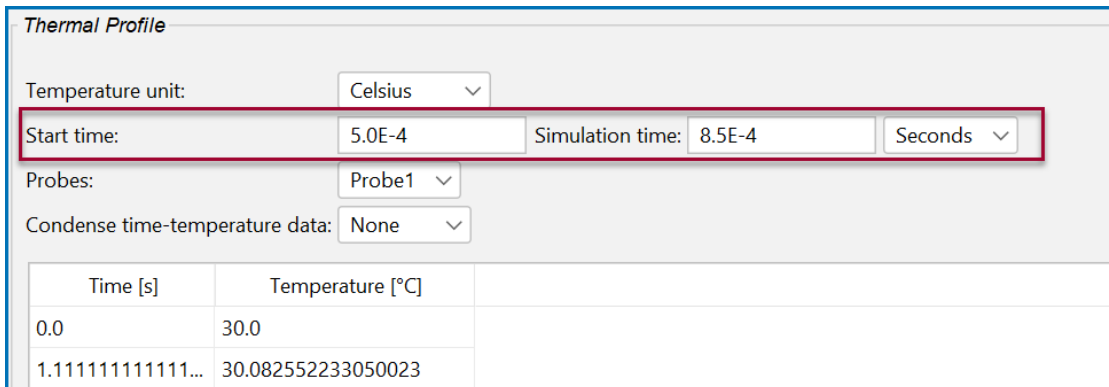 Thermal Profile
Temperature unit: Celsius
Start time: 5.0E-4 Simulation time: 8.5E-4 Seconds
Probes: Probe1
Condense time-temperature data: None
Time [s] Temperature [°C]
0.0 30.0
1.111111111111... 30.082552233050023